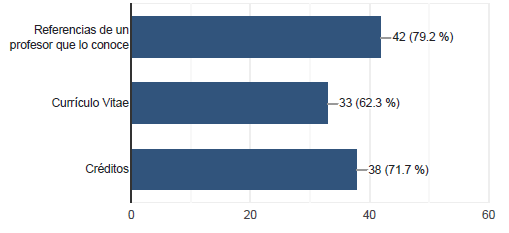 Referencias de un
profesor que lo conoce
42 (79.2 %)
Currículo Vitae
33 (62.3 %)
Créditos
38 (71.7 %)
0
20
40
60